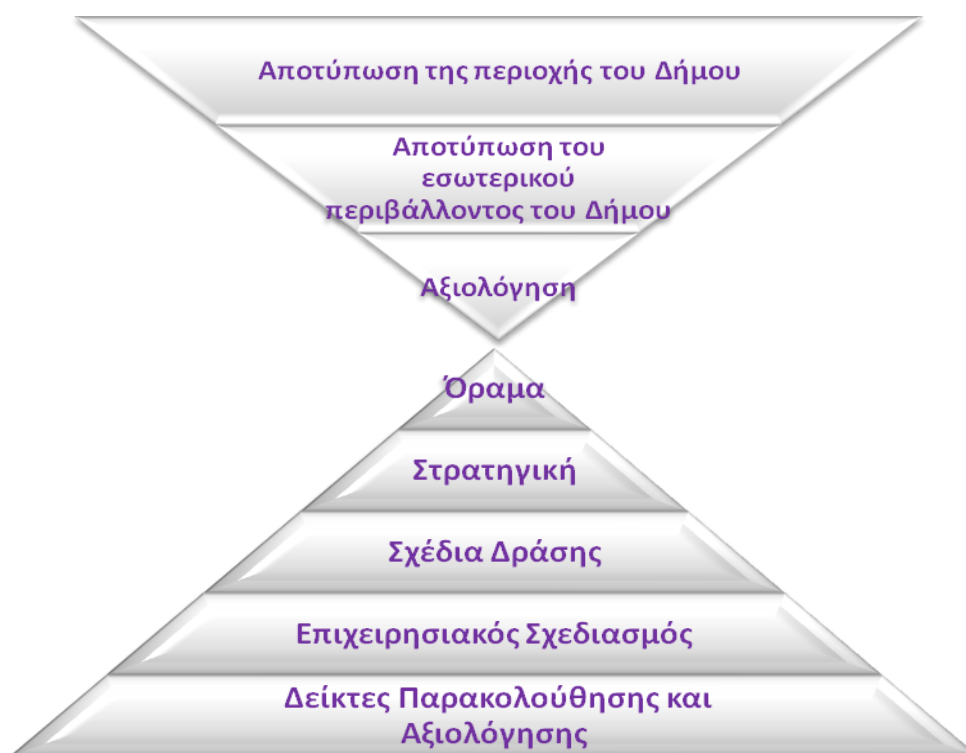 Αποτύπωση της περιοχής του Δήμου
Αποτύπωση του
εσωτερικού
περιβάλλοντος του Δήμου
Αξιολόγηση
Όραμα
Στρατηγική
Σχέδια Δράσης
Επιχειρησιακός Σχεδιασμός
Δείκτες Παρακολούθησης και
Αξιολόγησης